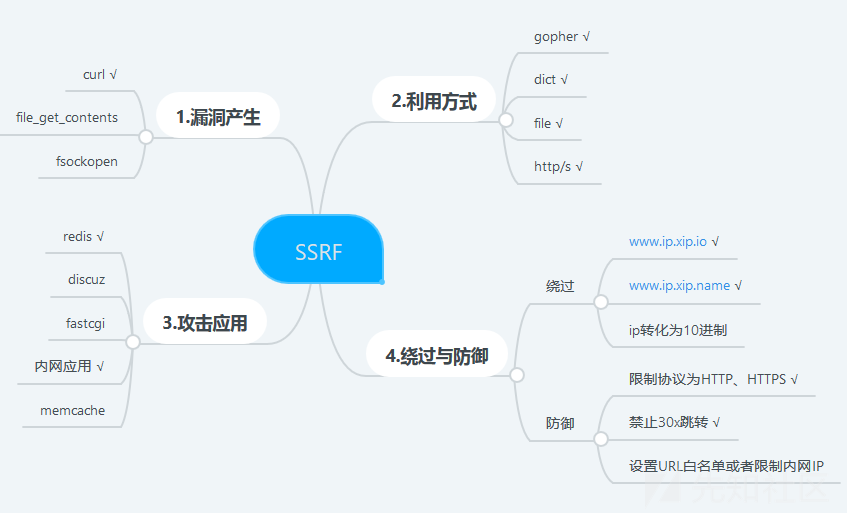 SSRF
1.漏洞产生
curl √
file_get_contents
fsockopen
2.利用方式
gopher √
dict √
file √
http/s √
3.攻击应用
redis √
discuz
fastcgi
内网应用 √
memcache
4.绕过与防御
绕过
www.ip.xip.io √
www.ip.xip.name √
ip转化为10进制
防御
限制协议为HTTP、HTTPS √
禁止30x跳转 √
设置URL白名单或者限制内网IP
先知社区